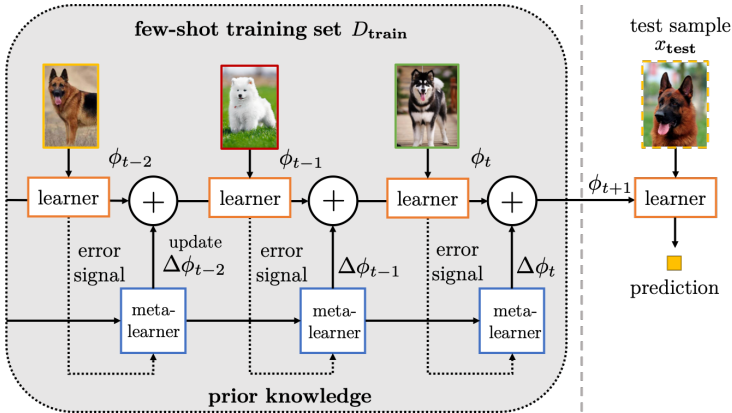 few-shot training set D_train
test sample
x_test
ϕ_{t−2}
ϕ_{t−1}
ϕ_t
ϕ_{t+1}
learner
+
learner
+
learner
+
learner
error
signal
update
Δϕ_{t−2}
error
signal
Δϕ_{t−1}
error
signal
Δϕ_t
prediction
meta-
learner
meta-
learner
meta-
learner
prior knowledge